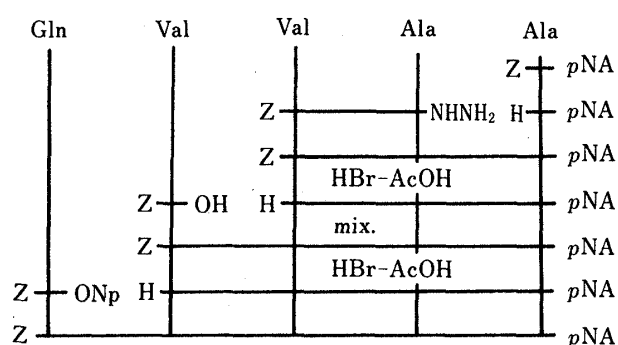 Gln Val Val Ala Ala
Z pNA
Z NHNH₂ H pNA
Z pNA
HBr-AcOH
Z OH H pNA
mix.
Z pNA
HBr-AcOH
Z ONp H pNA
Z pNA